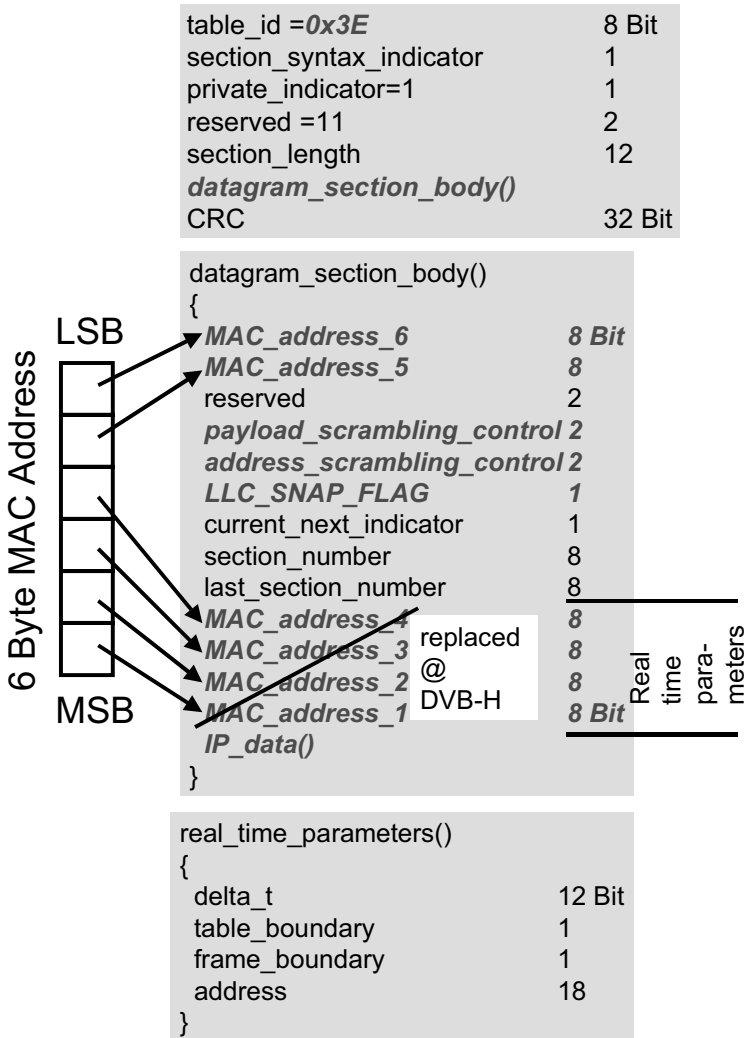 table_id =0x3E 8 Bit
section_syntax_indicator 1
private_indicator=1 1
reserved =11 2
section_length 12
datagram_section_body()
CRC 32 Bit
datagram_section_body()
{
LSB
MAC_address_6 8 Bit
MAC_address_5 8
reserved 2
payload_scrambling_control 2
address_scrambling_control 2
LLC_SNAP_FLAG 1
current_next_indicator 1
section_number 8
last_section_number 8
MAC_address_4 8
MAC_address_3 8
MAC_address_2 8
MAC_address_1 8 Bit
IP_data()
}
6 Byte MAC Address
MSB
replaced
@
DVB-H
Real
time
para-
meters
real_time_parameters()
{
delta_t 12 Bit
table_boundary 1
frame_boundary 1
address 18
}